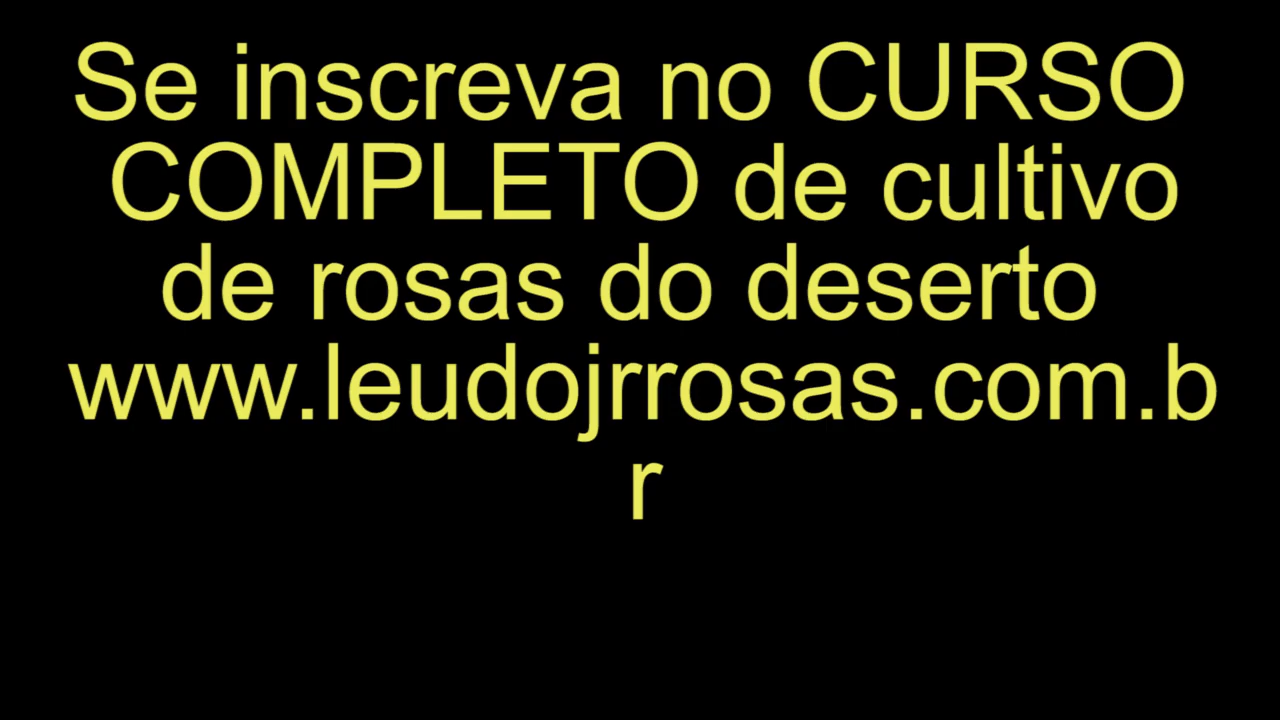 Se inscreva no CURSO
COMPLETO de cultivo
de rosas do deserto
www.leudojrrosas.com.b
r